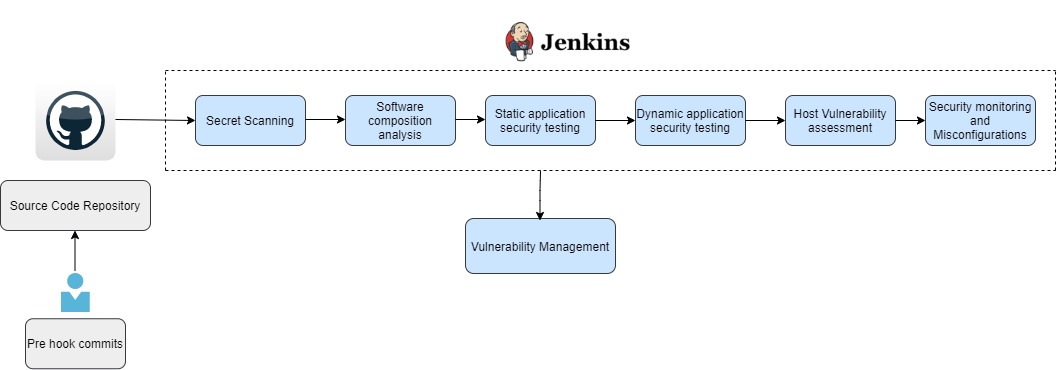 Jenkins
Secret Scanning
Software
composition
analysis
Static application
security testing
Dynamic application
security testing
Host Vulnerability
assessment
Security monitoring
and
Misconfigurations
Source Code Repository
Vulnerability Management
Pre hook commits